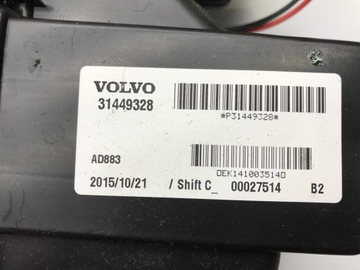 VOLVO
31449328
*P31449328*
AD883
DEK141003514D
2015/10/21 / Shift C_ 00027514 B2